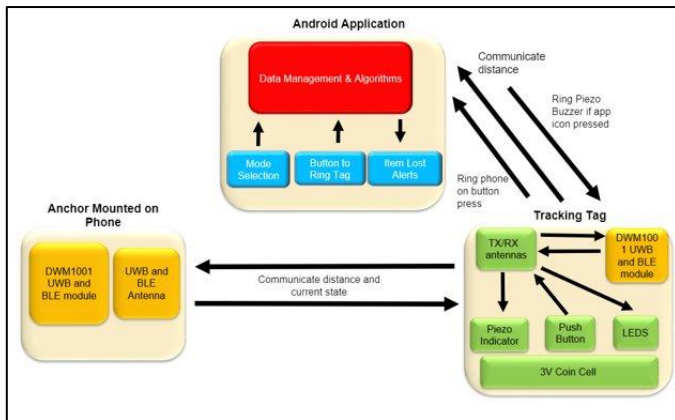 Android Application
Data Management & Algorithms
Mode
Selection
Button to
Ring Tag
Item Lost
Alerts
Communicate
distance
Ring Piezo
Buzzer if app
icon pressed
Ring phone
on button
press
Anchor Mounted on
Phone
DWM1001
UWB and
BLE module
UWB and
BLE
Antenna
Communicate distance and
current state
Tracking Tag
TX/RX
antennas
DWM100
1 UWB
and BLE
module
Piezo
Indicator
Push
Button
LEDS
3V Coin Cell